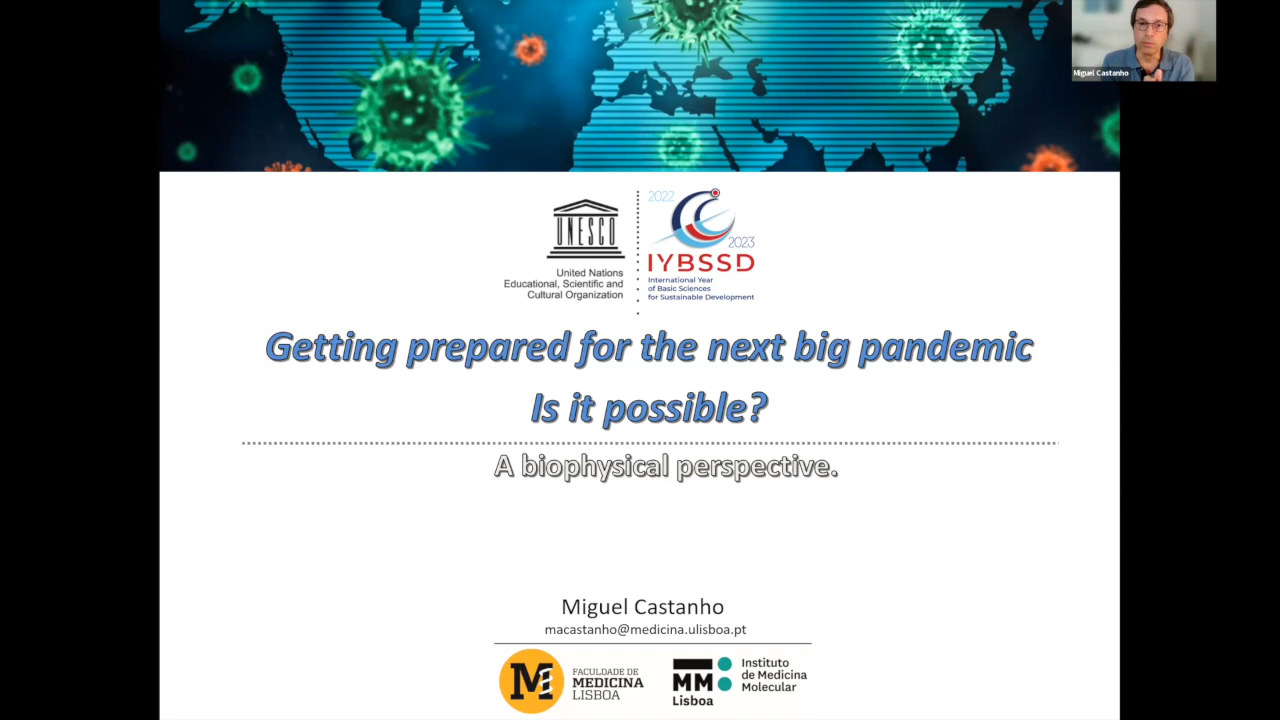 Miguel Castanho
UNESCO
United Nations
Educational, Scientific and
Cultural Organization
2022
2023
IYBSSD
International Year
of Basic Sciences
for Sustainable Development
Getting prepared for the next big pandemic
Is it possible?
A biophysical perspective.
Miguel Castanho
macastanho@medicina.ulisboa.pt
M
FACULDADE DE
MEDICINA
LISBOA
MM
Lisboa
Instituto
de Medicina
Molecular